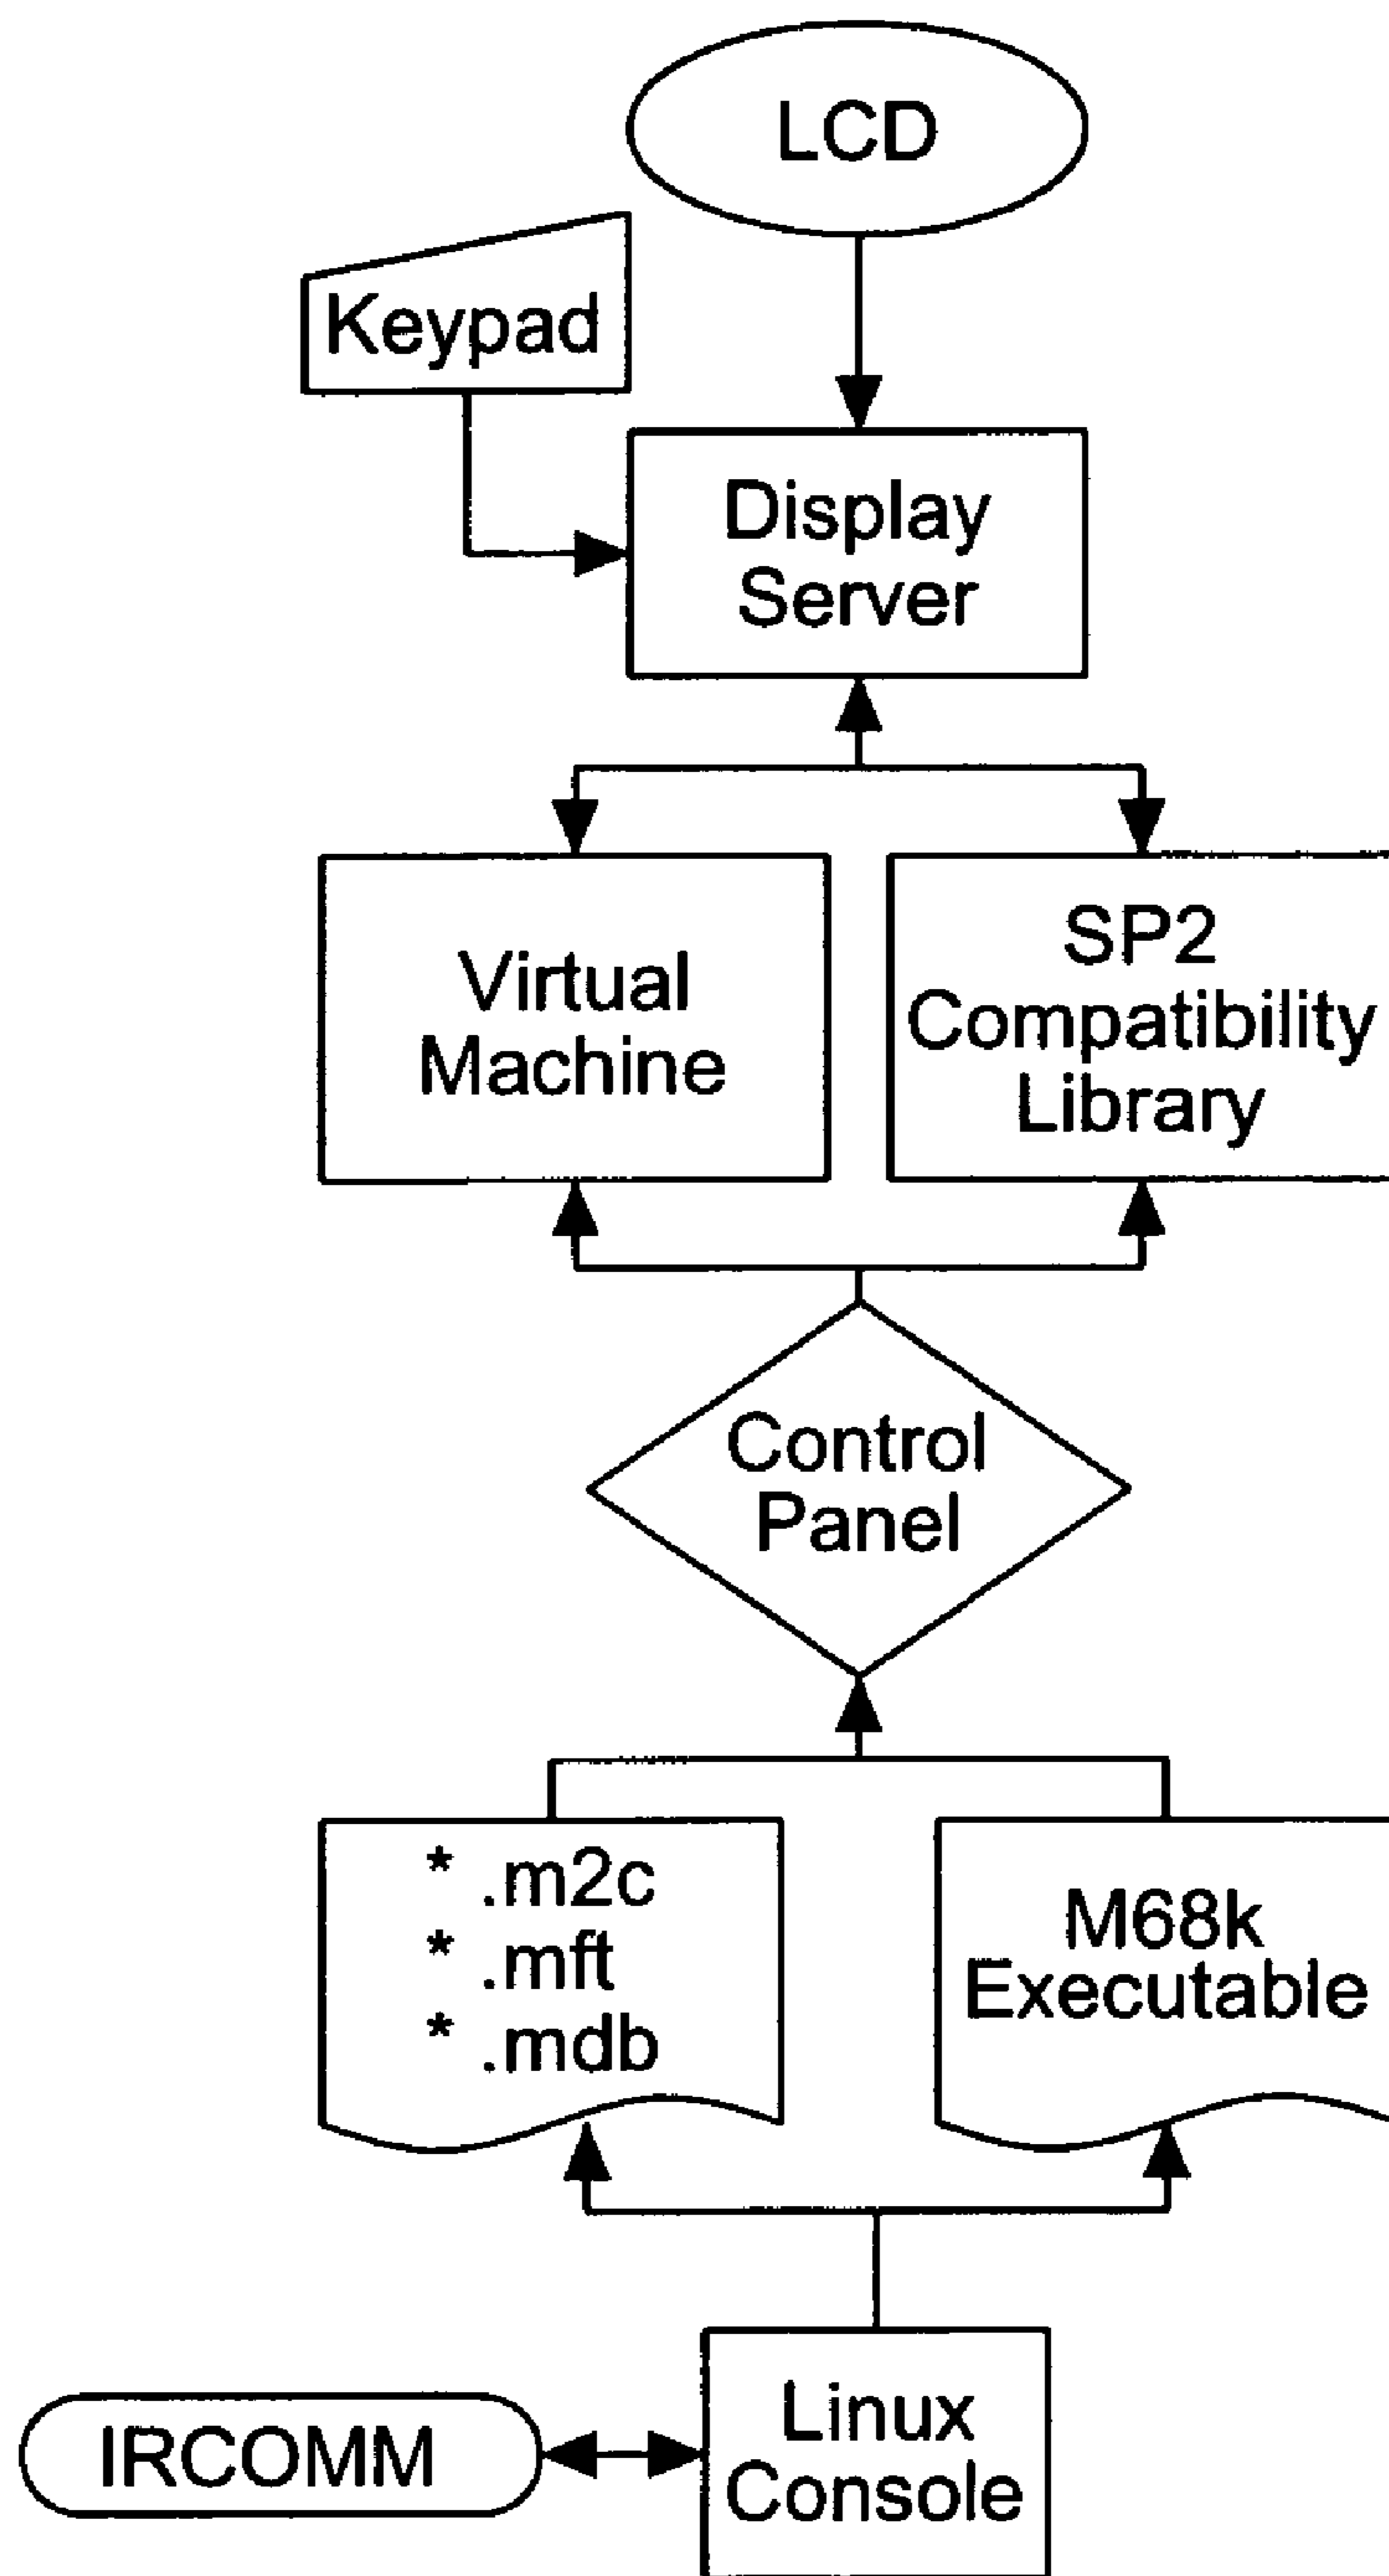 LCD
Keypad
Display
Server
Virtual
Machine
SP2
Compatibility
Library
Control
Panel
* .m2c
* .mft
* .mdb
M68k
Executable
Linux
Console
IRCOMM